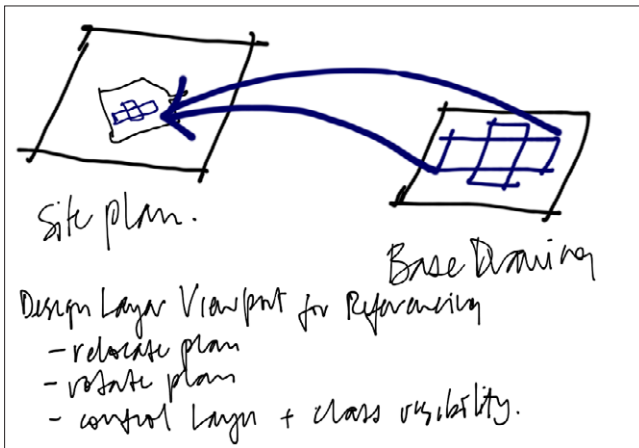 Site plan.
Base Drawing
Design Layer Viewport for Referencing
- relocate plan
- rotate plan
- control layer + class visibility.